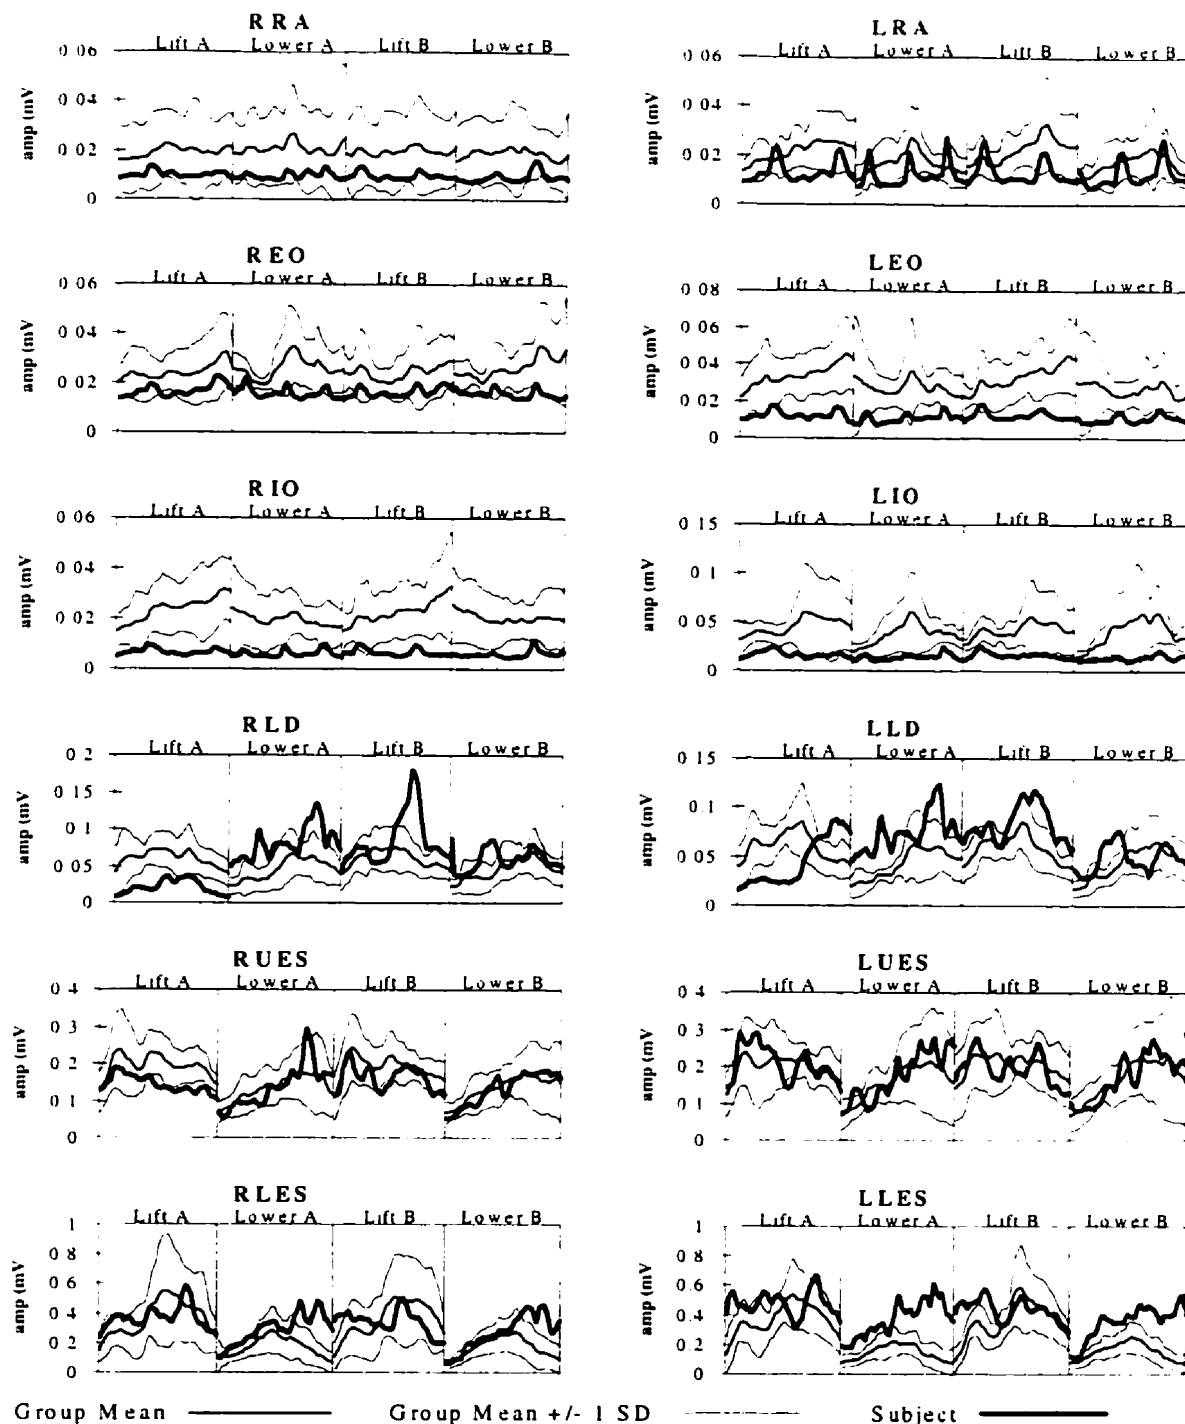 RRA
Lift A Lower A Lift B Lower B
0 06
0 04
0 02
0
amp (mV
LRA
Lift A Lower A Lift B Lower B
0 06
0 04
0 02
0
amp (mV
REO
Lift A Lower A Lift B Lower B
0 06
0 04
0 02
0
amp (mV
LEO
Lift A Lower A Lift B Lower B
0 08
0 06
0 04
0 02
0
amp (mV
RIO
Lift A Lower A Lift B Lower B
0 06
0 04
0 02
0
amp (mV
LIO
Lift A Lower A Lift B Lower B
0 15
0 1
0 05
0
amp (mV
RLD
Lift A Lower A Lift B Lower B
0 2
0 15
0 1
0 05
0
amp (mV
LLD
Lift A Lower A Lift B Lower B
0 15
0 1
0 05
0
amp (mV
RUES
Lift A Lower A Lift B Lower B
0 4
0 3
0 2
0 1
0
amp (mV
LUES
Lift A Lower A Lift B Lower B
0 4
0 3
0 2
0 1
0
amp (mV
RLES
Lift A Lower A Lift B Lower B
1
0 8
0 6
0 4
0 2
0
amp (mV
LLES
Lift A Lower A Lift B Lower B
1
0 8
0 6
0 4
0 2
0
amp (mV
Group Mean Group Mean +/- 1 SD Subject